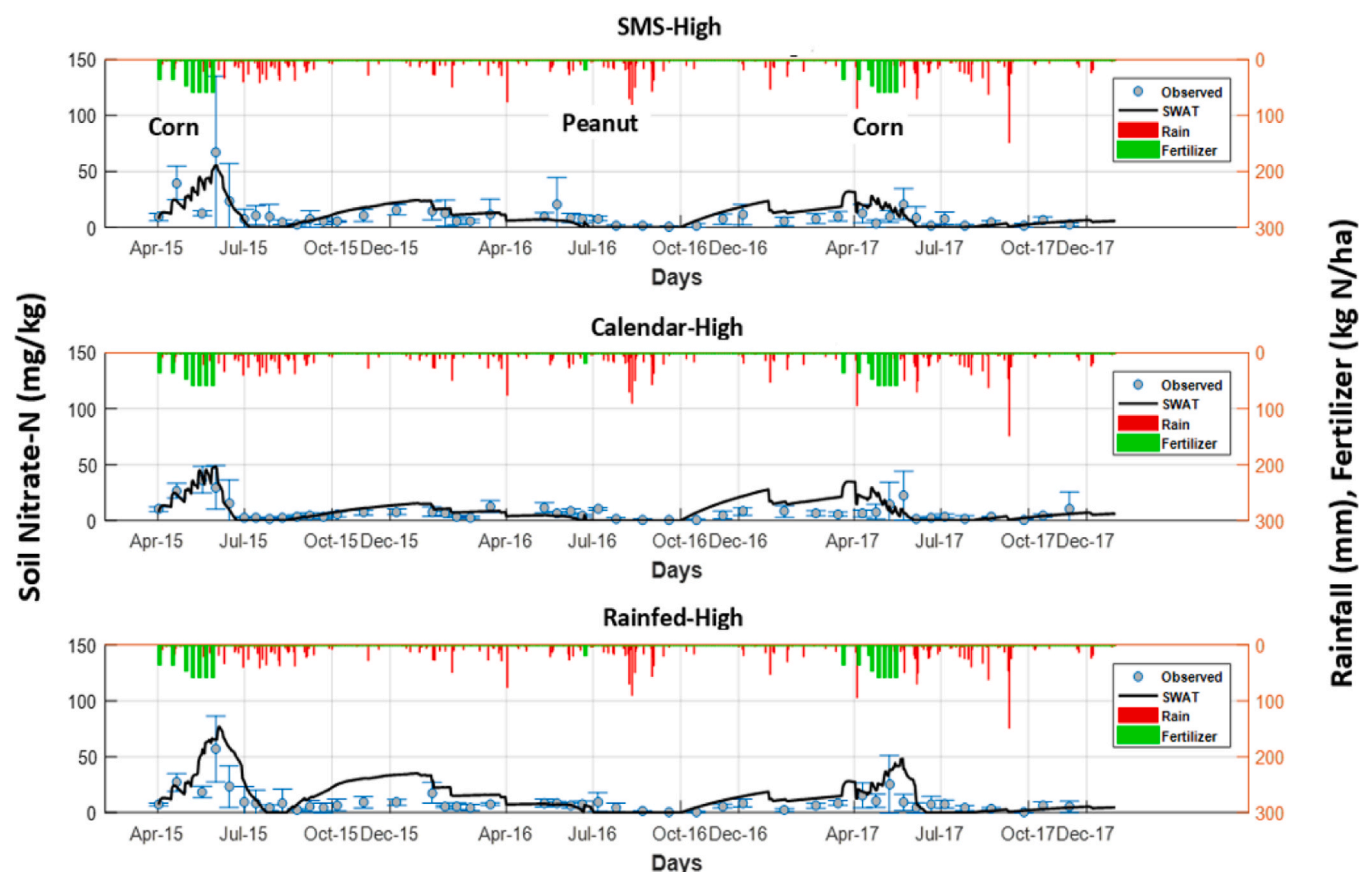 SMS-High
150
100
50
0
Corn
Peanut
Corn
Observed
SWAT
Rain
Fertilizer
0
100
200
300
Apr-15 Jul-15 Oct-15 Dec-15 Apr-16 Jul-16 Oct-16 Dec-16 Apr-17 Jul-17 Oct-17 Dec-17
Days
Soil Nitrate-N (mg/kg)
Rainfall (mm), Fertilizer (kg N/ha)
Calendar-High
150
100
50
0
Observed
SWAT
Rain
Fertilizer
0
100
200
300
Apr-15 Jul-15 Oct-15 Dec-15 Apr-16 Jul-16 Oct-16 Dec-16 Apr-17 Jul-17 Oct-17 Dec-17
Days
Rainfed-High
150
100
50
0
Observed
SWAT
Rain
Fertilizer
0
100
200
300
Apr-15 Jul-15 Oct-15 Dec-15 Apr-16 Jul-16 Oct-16 Dec-16 Apr-17 Jul-17 Oct-17 Dec-17
Days